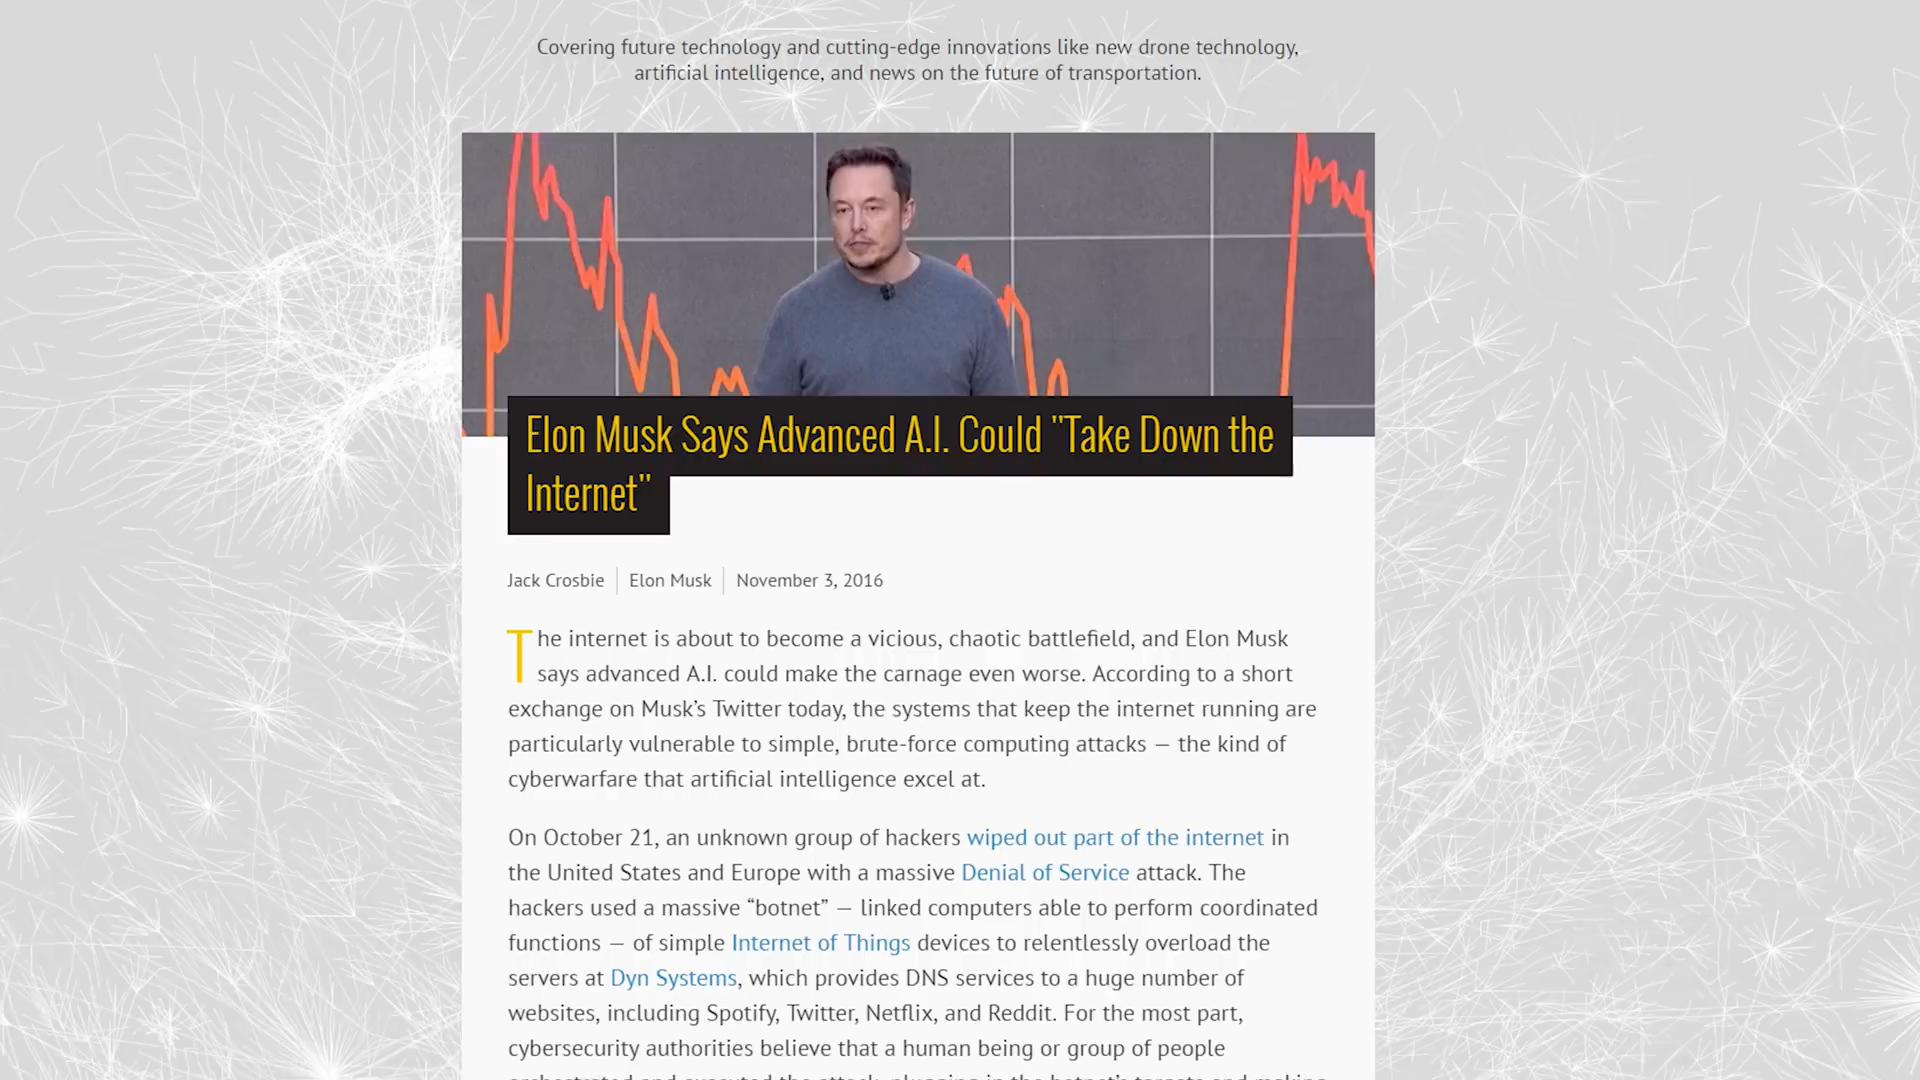 Covering future technology and cutting-edge innovations like new drone technology,
artificial intelligence, and news on the future of transportation.
Elon Musk Says Advanced A.I. Could "Take Down the
Internet"
Jack Crosbie | Elon Musk | November 3, 2016
The internet is about to become a vicious, chaotic battlefield, and Elon Musk
says advanced A.I. could make the carnage even worse. According to a short
exchange on Musk’s Twitter today, the systems that keep the internet running are
particularly vulnerable to simple, brute-force computing attacks — the kind of
cyberwarfare that artificial intelligence excel at.
On October 21, an unknown group of hackers wiped out part of the internet in
the United States and Europe with a massive Denial of Service attack. The
hackers used a massive “botnet” — linked computers able to perform coordinated
functions — of simple Internet of Things devices to relentlessly overload the
servers at Dyn Systems, which provides DNS services to a huge number of
websites, including Spotify, Twitter, Netflix, and Reddit. For the most part,
cybersecurity authorities believe that a human being or group of people